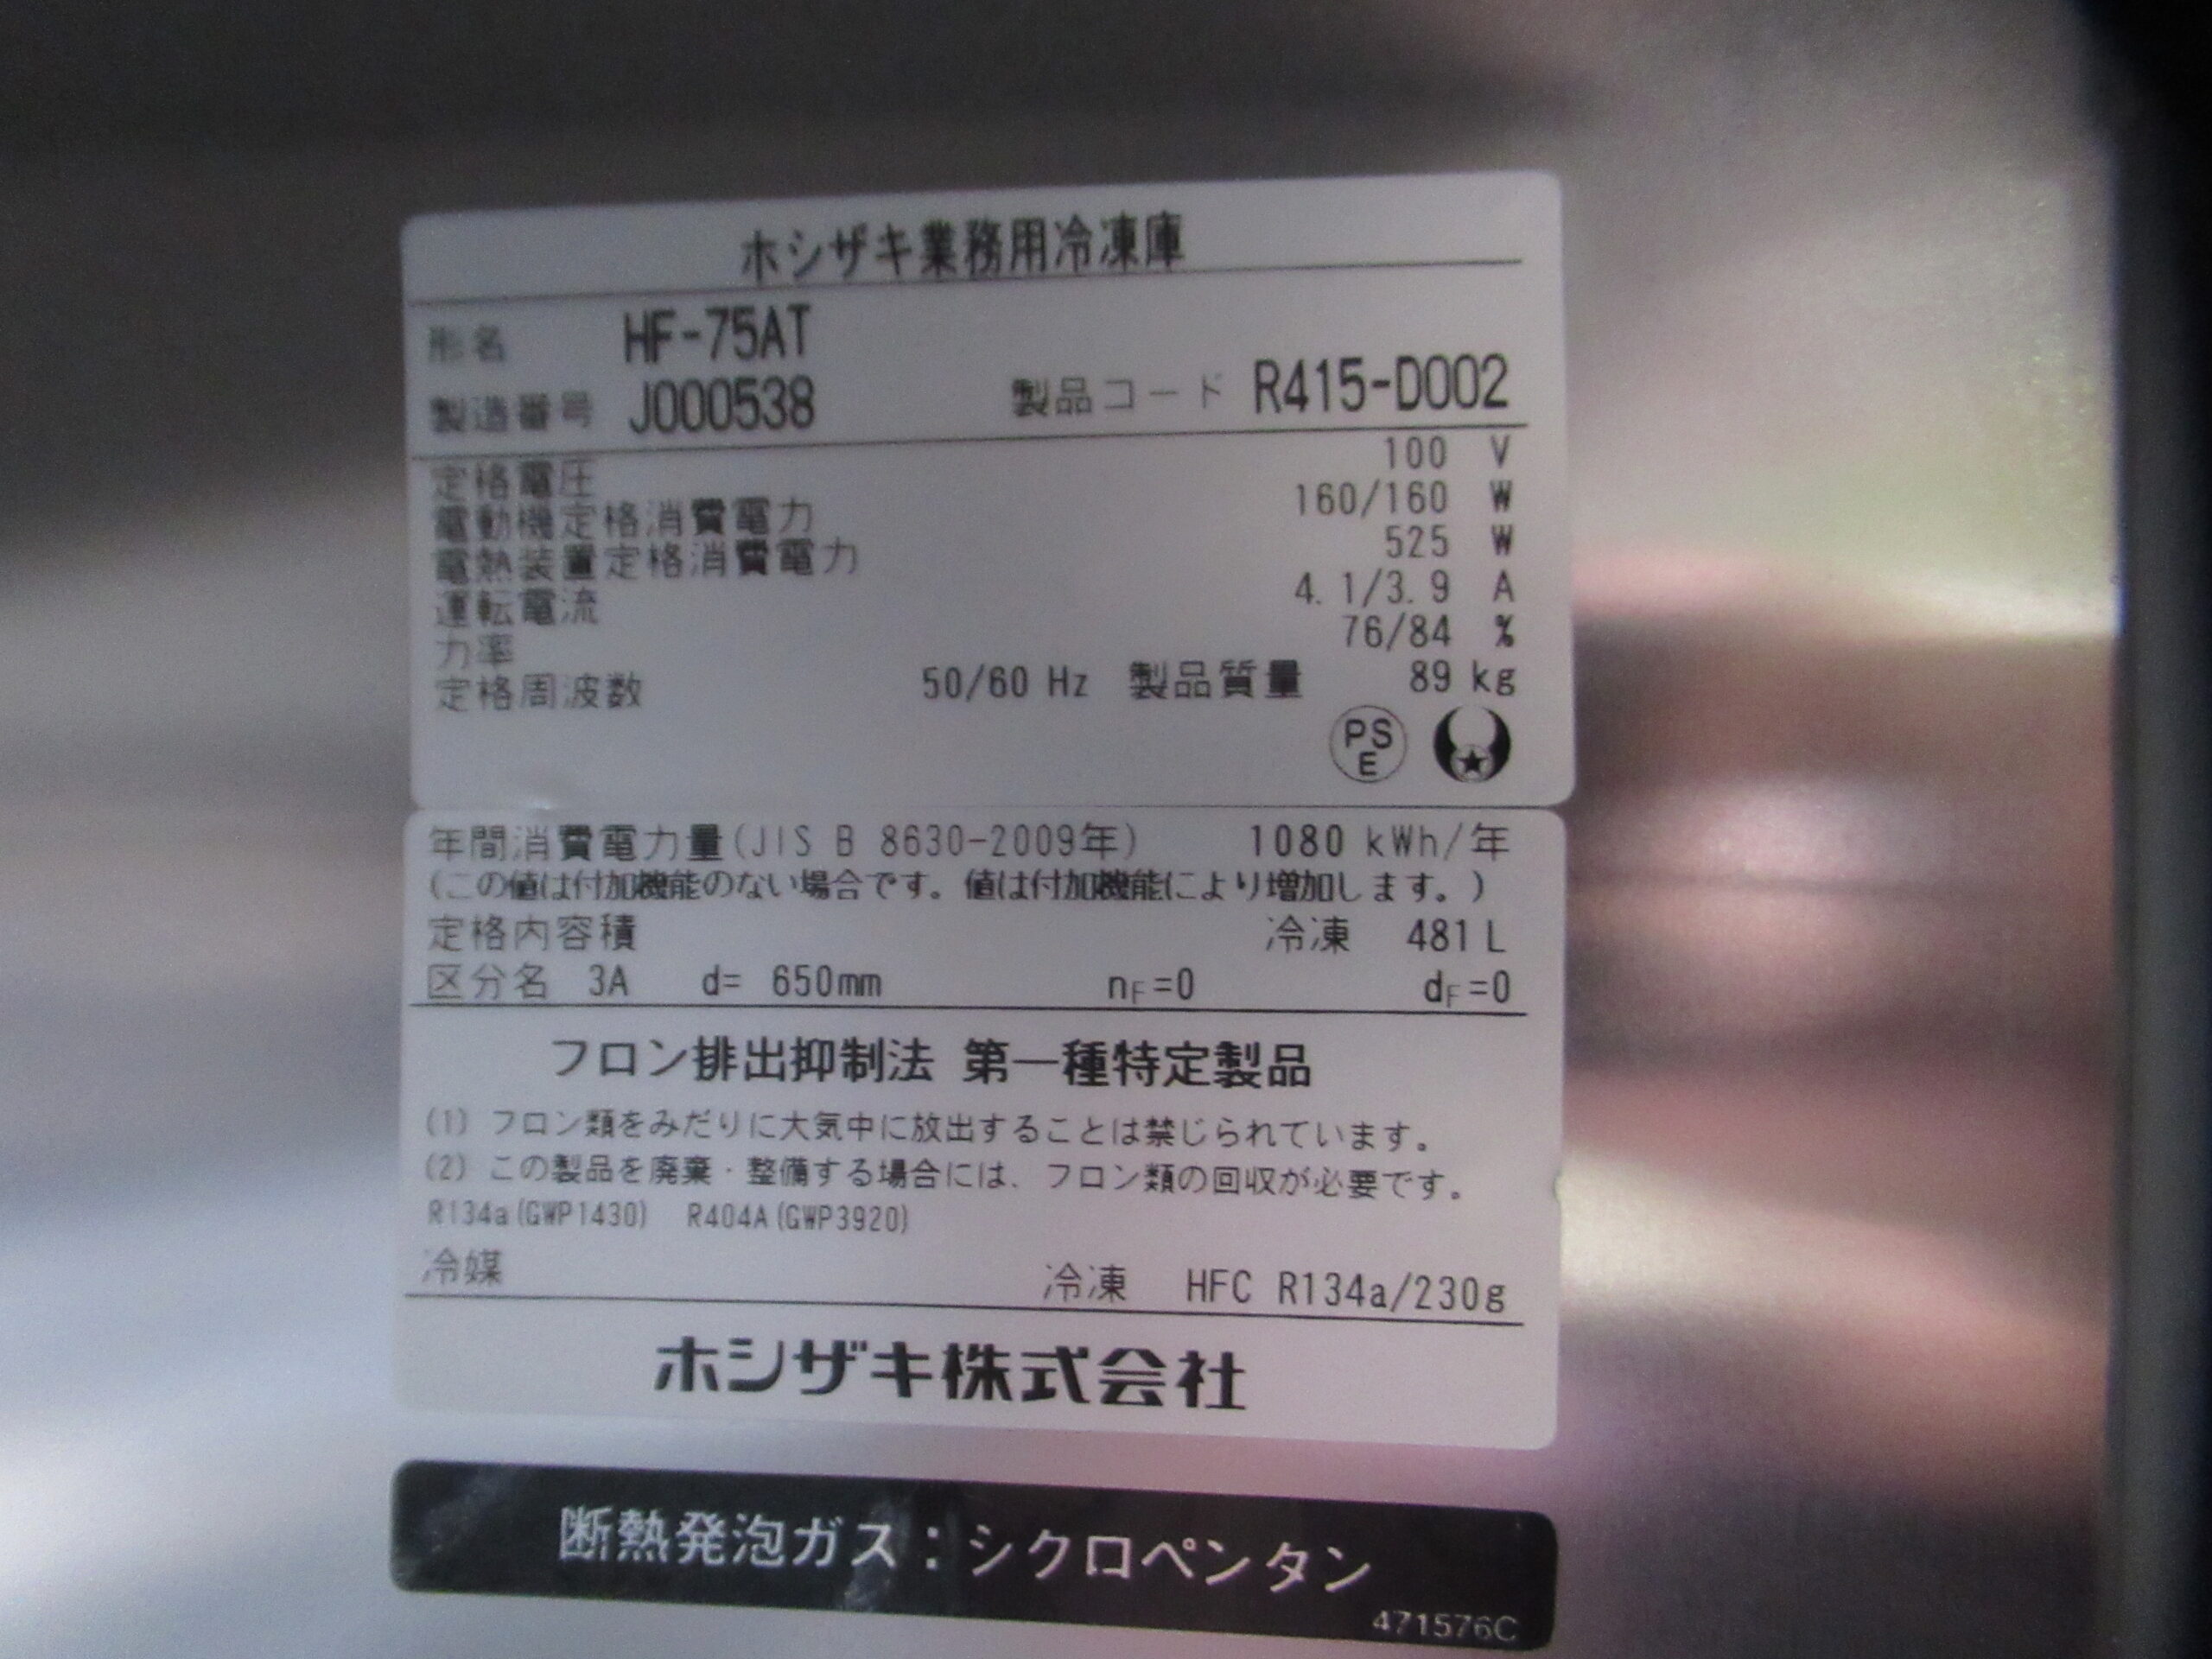 ホシザキ業務用冷凍庫
形名 HF-75AT
製造番号 J000538 製品コード R415-D002
定格電圧 100 V
電動機定格消費電力 160/160 W
電熱装置定格消費電力 525 W
運転電流 4.1/3.9 A
力率 76/84 %
定格周波数 50/60 Hz 製品質量 89 kg
PS
E
年間消費電力量(JIS B 8630-2009年) 1080 kWh/年
(この値は付加機能のない場合です。値は付加機能により増加します。)
定格内容積 冷凍 481L
区分名 3A d= 650mm nF=0 dF=0
フロン排出抑制法 第一種特定製品
(1) フロン類をみだりに大気中に放出することは禁じられています。
(2) この製品を廃棄・整備する場合には、フロン類の回収が必要です。
R134a(GWP1430) R404A(GWP3920)
冷媒 冷凍 HFC R134a/230g
ホシザキ株式会社
断熱発泡ガス：シクロペンタン
471576C